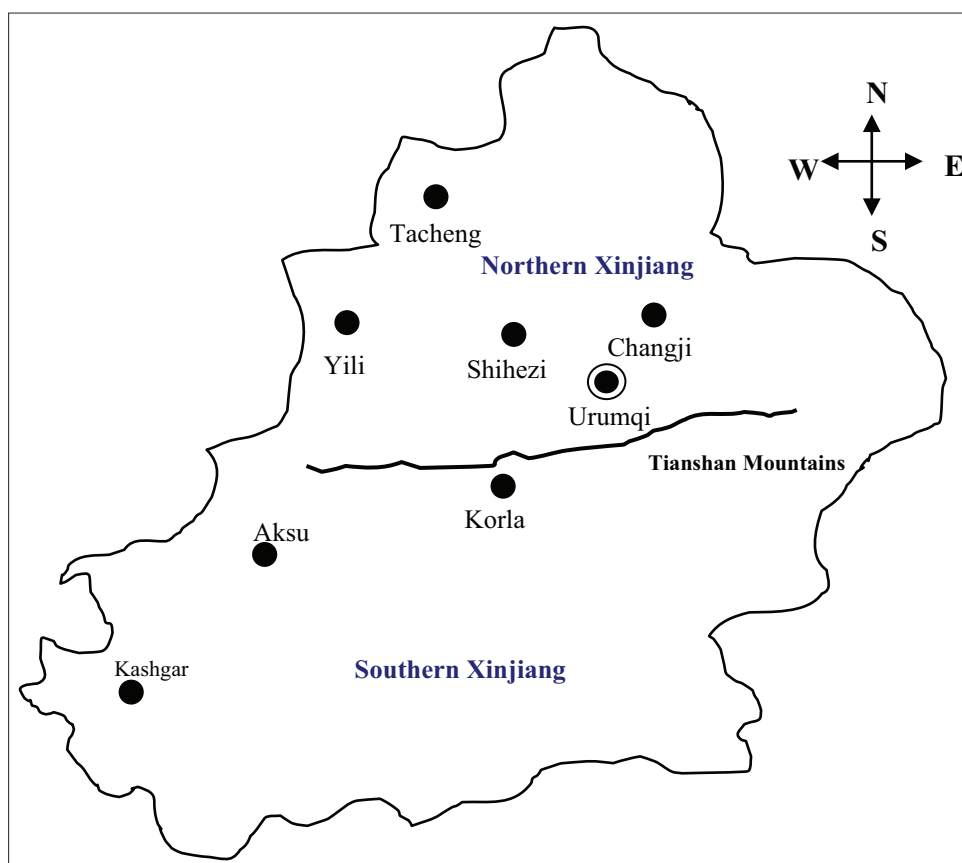 N
W
E
S
Tacheng
Northern Xinjiang
Yili
Shihezi
Changji
Urumqi
Tianshan Mountains
Korla
Aksu
Kashgar
Southern Xinjiang